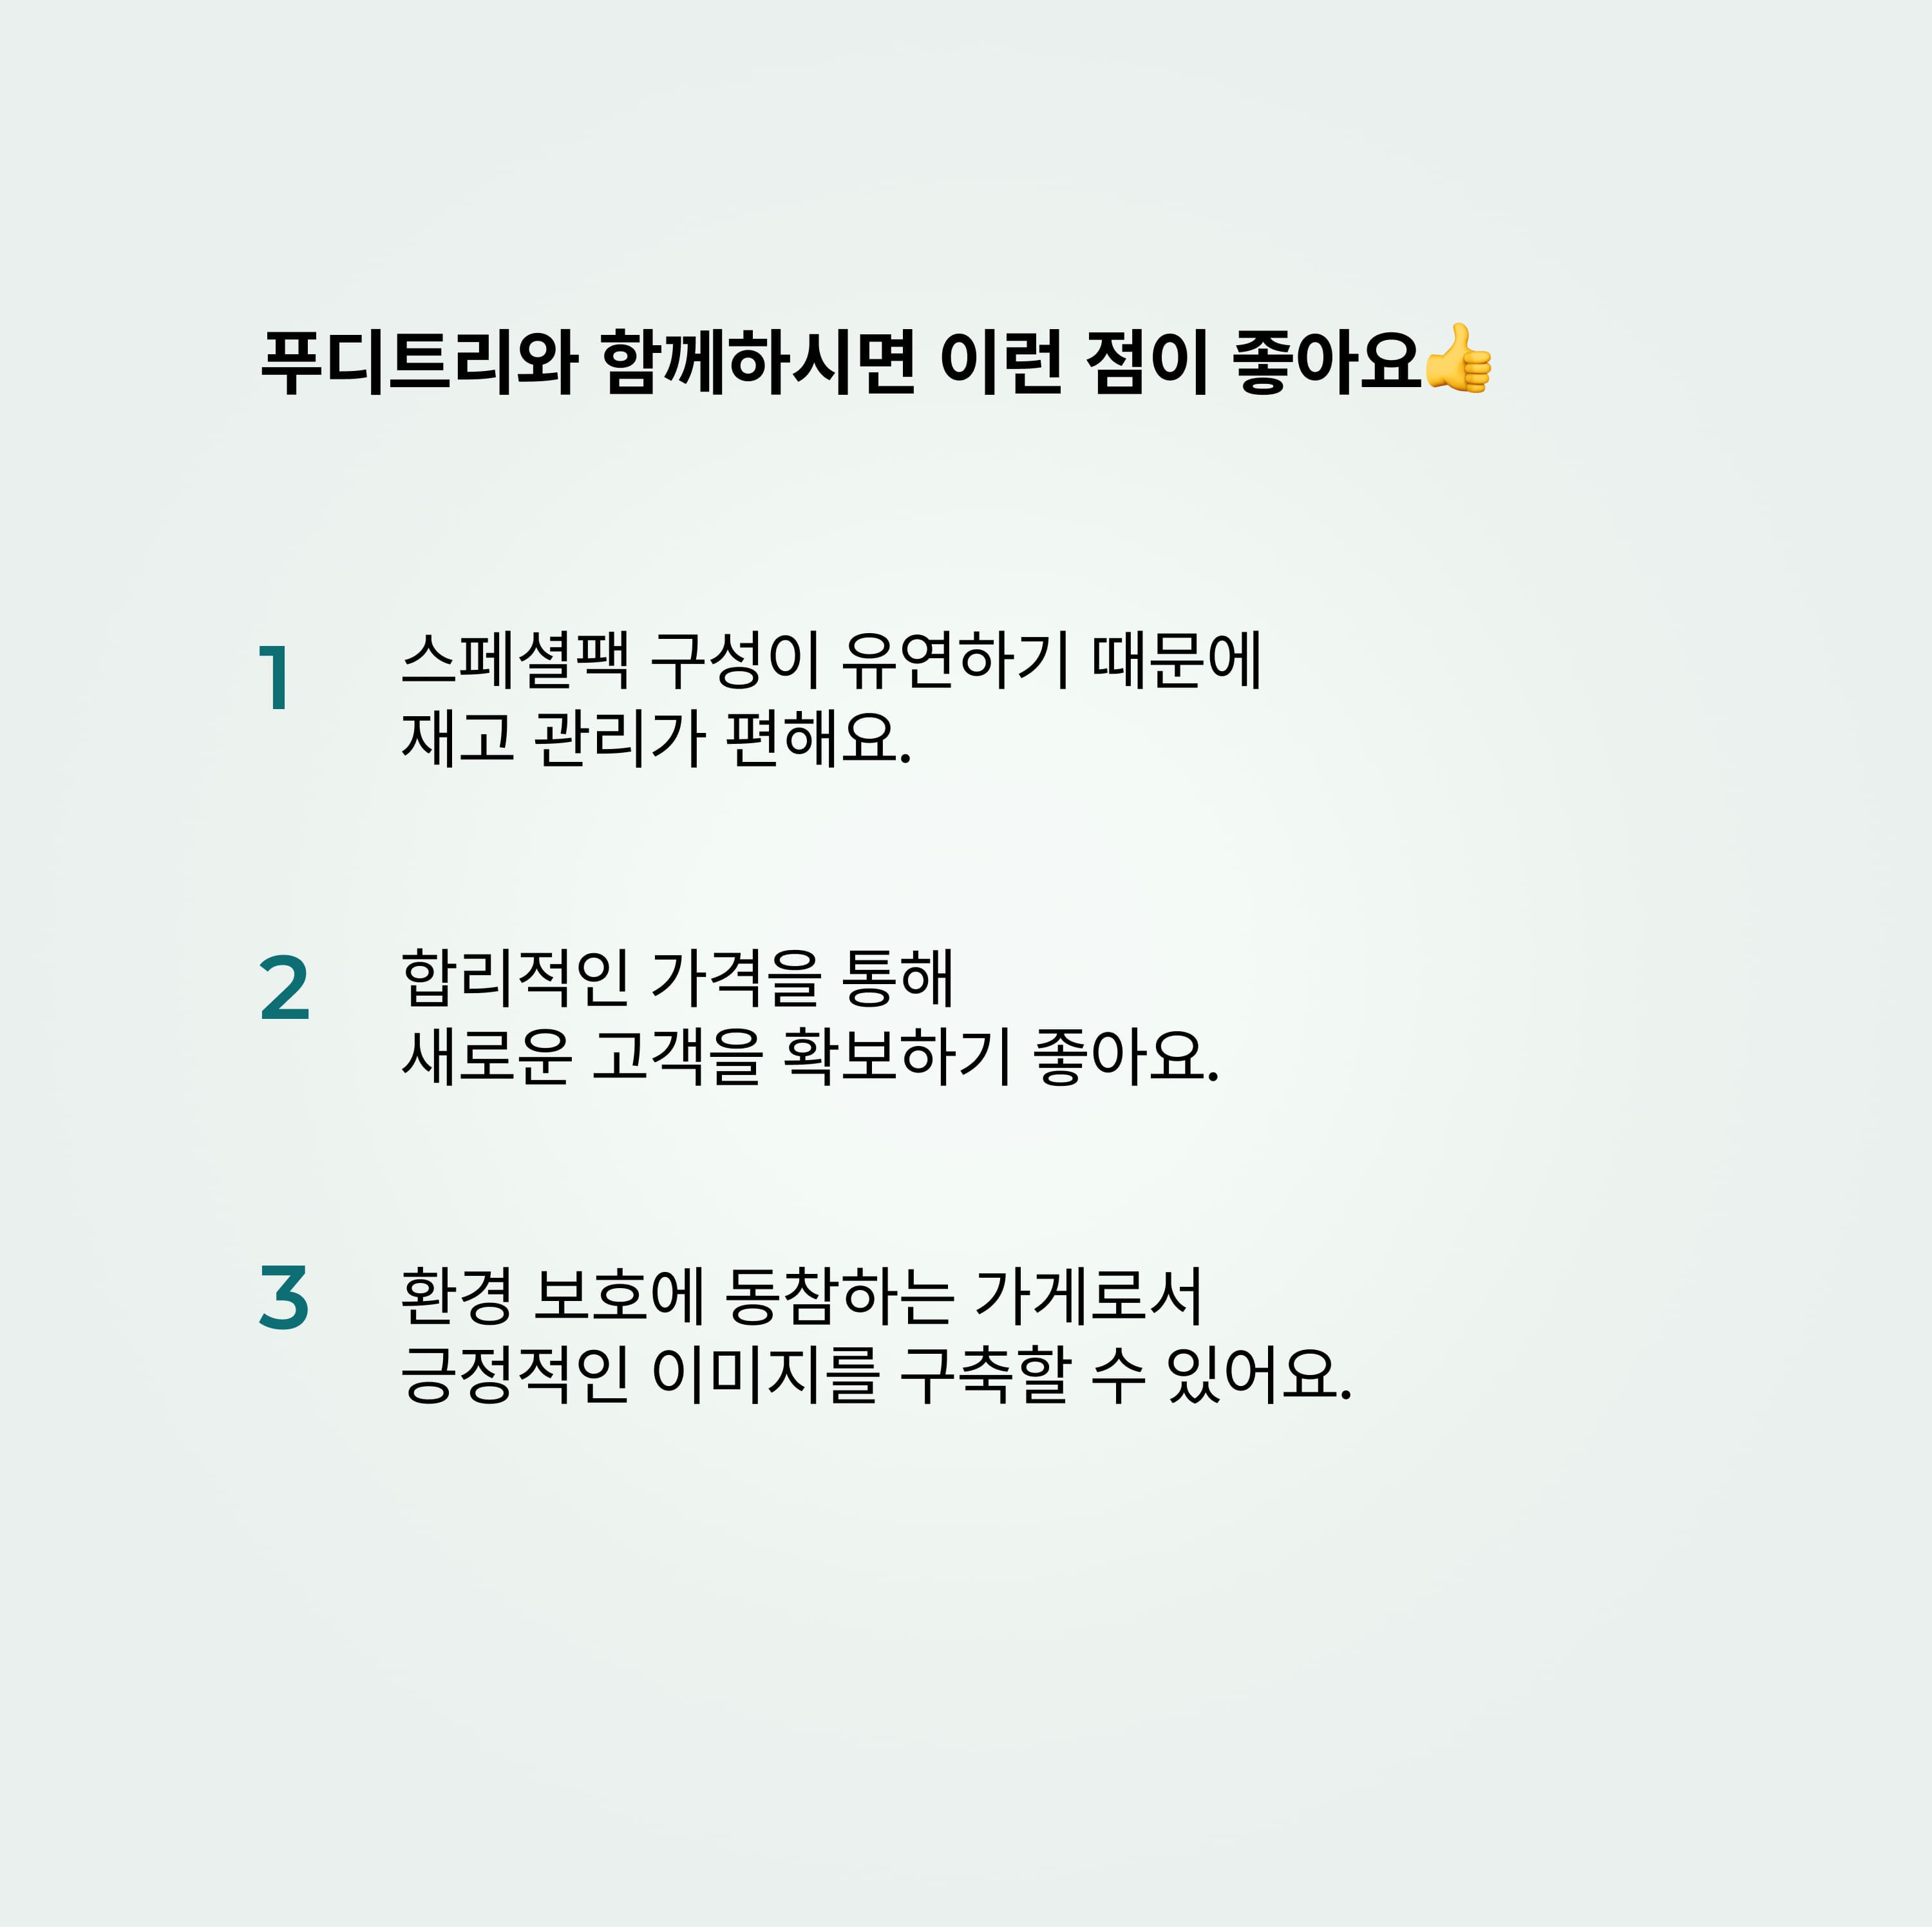 푸디트리와 함께하시면 이런 점이 좋아요👍
1
스페셜팩 구성이 유연하기 때문에
재고 관리가 편해요.
2
합리적인 가격을 통해
새로운 고객을 확보하기 좋아요.
3
환경 보호에 동참하는 가게로서
긍정적인 이미지를 구축할 수 있어요.